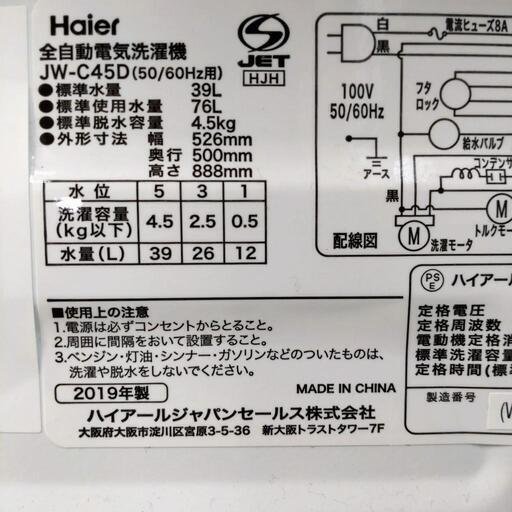 Haier
全自動電気洗濯機
JW-C45D(50/60Hz用)
●標準水量 39L
●標準使用水量 76L
●標準脱水容量 4.5kg
●外形寸法 幅 526mm
奥行 500mm
高さ 888mm
S
JET
HJH
水位 5 3 1
洗濯容量(kg以下) 4.5 2.5 0.5
水量(L) 39 26 12
白
黒
100V
50/60Hz
アース
黒
配線図
電流ヒューズ8A
フタ
ロック
給水バルブ
コンデンサ
M
洗濯モータ
M
トルクモー
■使用上の注意
1.電源は必ずコンセントからとること。
2.周囲に間隔をおいて設置すること。
3.ベンジン・灯油・シンナー・ガソリンなどのついたものは、
洗濯や脱水をしないでください。
2019年製
MADE IN CHINA
ハイアールジャパンセールス株式会社
大阪府大阪市淀川区宮原3-5-36 新大阪トラストタワー7F
PS
E
ハイアール
定格電圧
定格周波数
電動機定格消
標準洗濯容量
定格時間(標準
製造番号